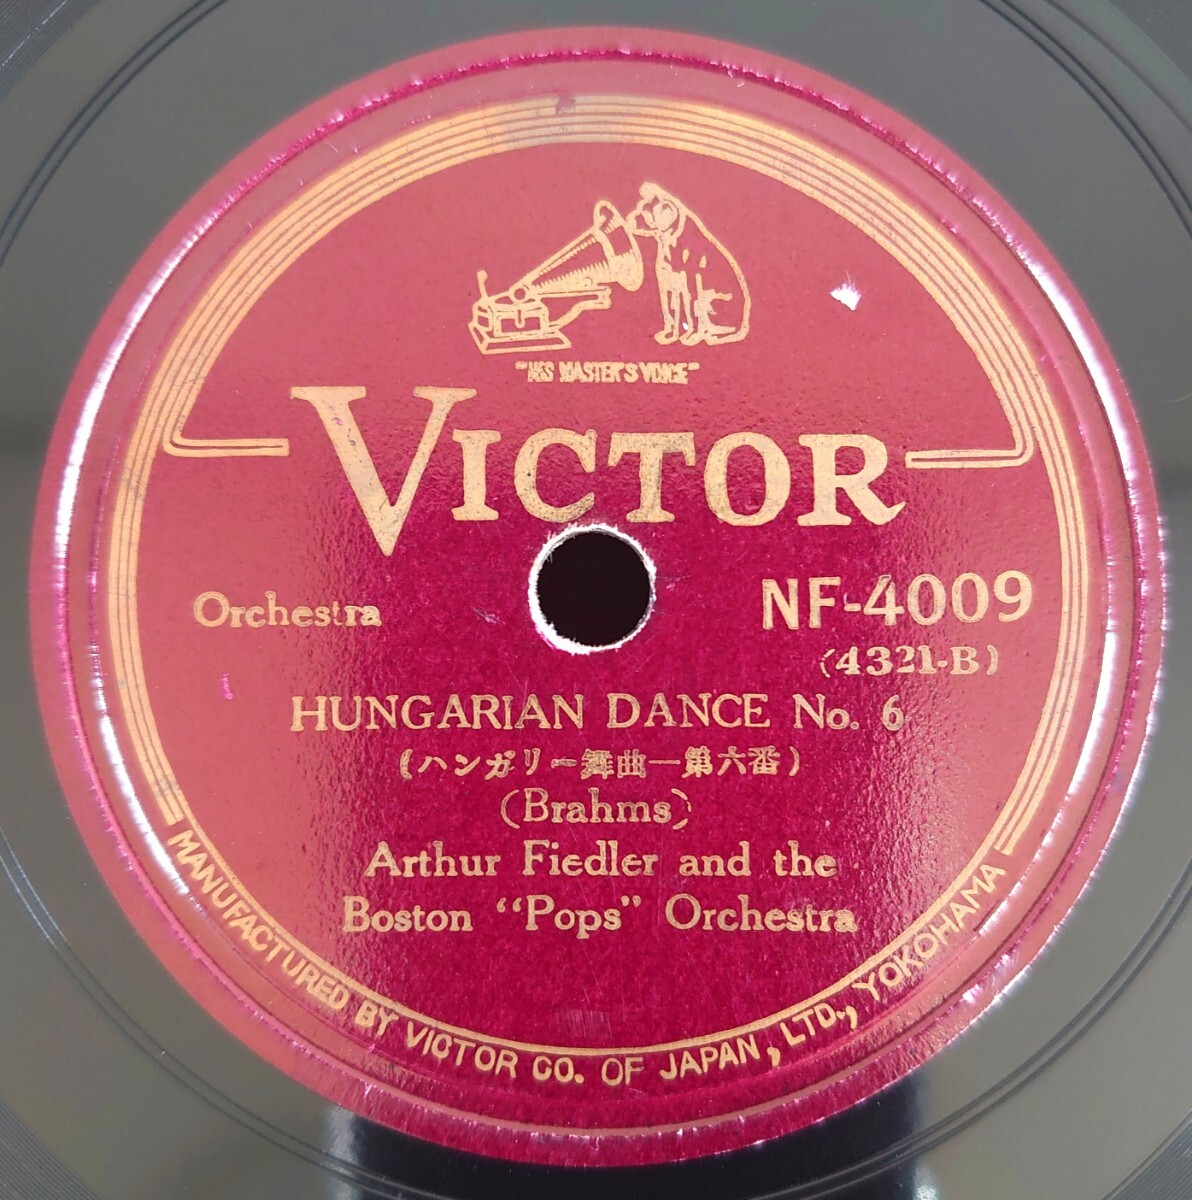 "HIS MASTER'S VOICE"
VICTOR
Orchestra
NF-4009
(4321-B)
HUNGARIAN DANCE No. 6
(ハンガリー舞曲—第六番)
(Brahms)
Arthur Fiedler and the
Boston "Pops" Orchestra
MANUFACTURED BY VICTOR CO. OF JAPAN, LTD., YOKOHAMA